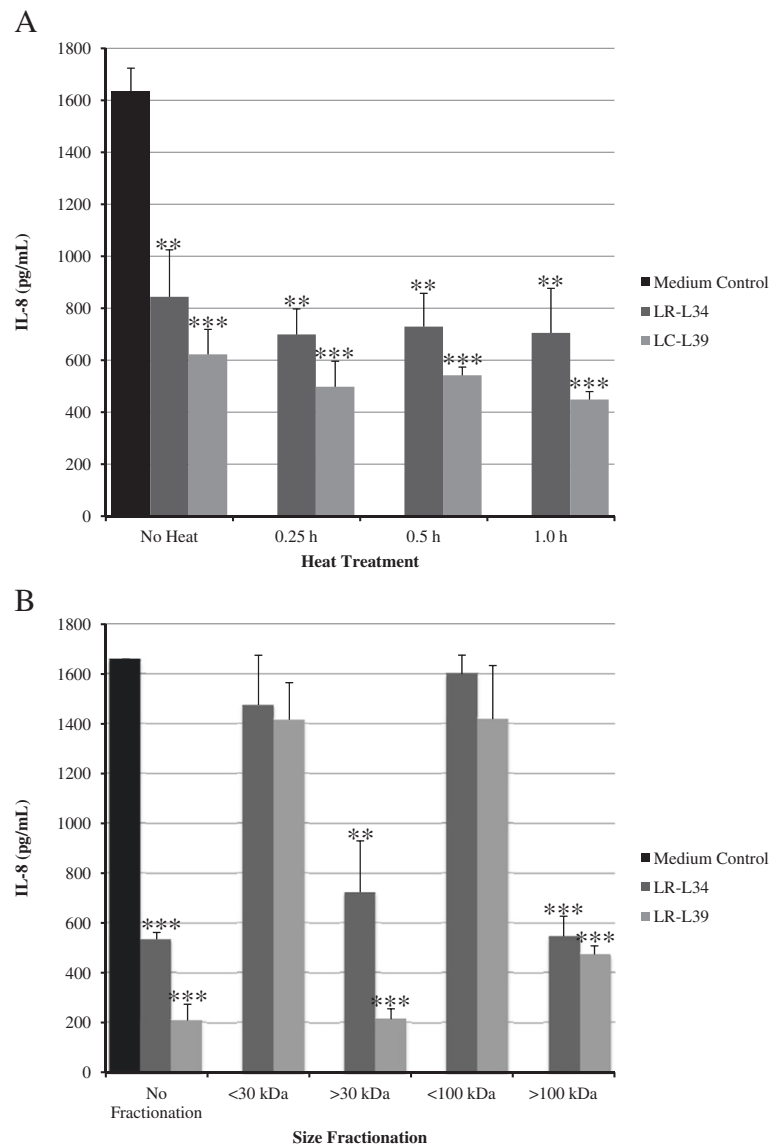 A
1800
1600
1400
1200
1000
800
600
400
200
0
IL-8 (pg/mL)
**
***
**
***
**
***
**
***
No Heat
0.25 h
0.5 h
1.0 h
Heat Treatment
Medium Control
LR-L34
LC-L39
B
1800
1600
1400
1200
1000
800
600
400
200
0
IL-8 (pg/mL)
***
***
**
***
***
***
No
Fractionation
<30 kDa
>30 kDa
<100 kDa
>100 kDa
Size Fractionation
Medium Control
LR-L34
LR-L39